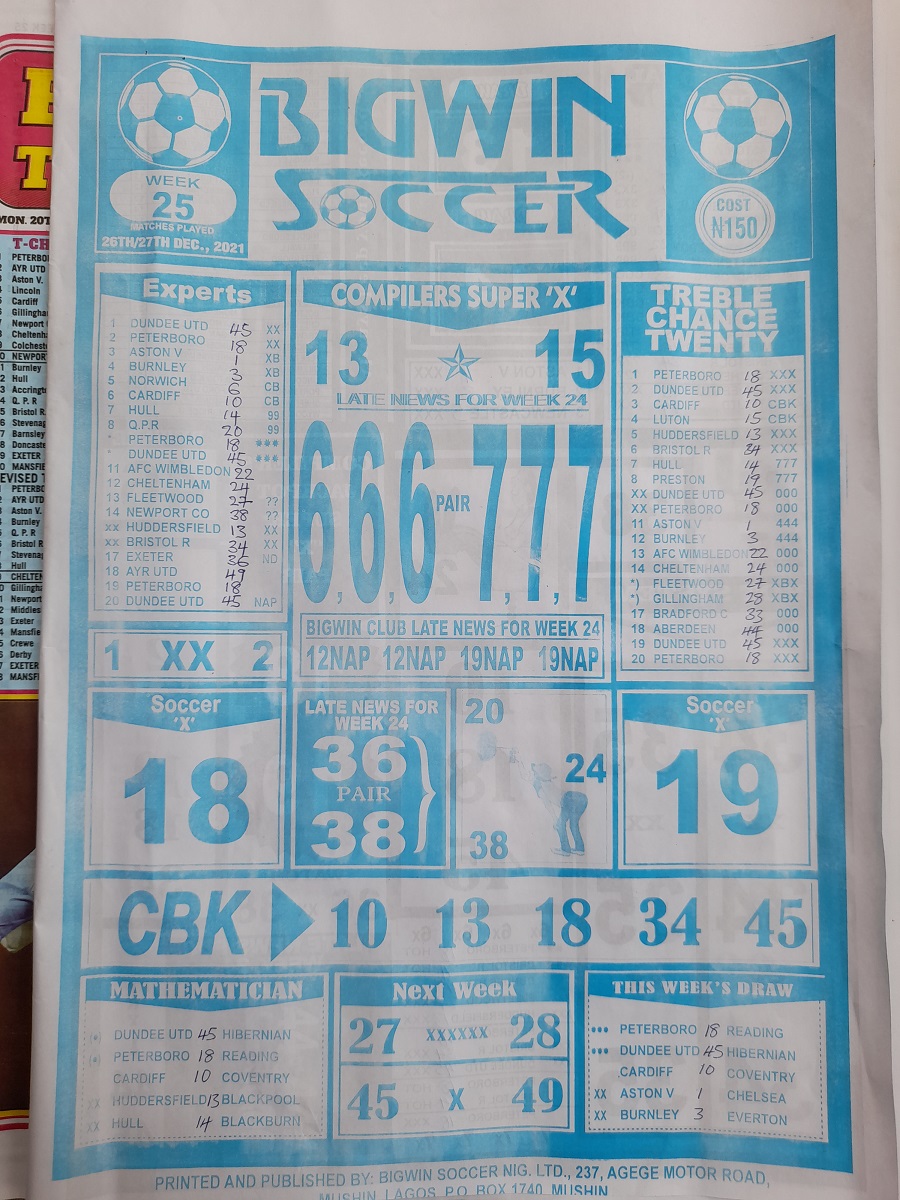 BIGWIN
SOCCER
WEEK
25
MATCHES PLAYED
26TH/27TH DEC., 2021
COST
₦150
Experts
1 DUNDEE UTD 45 XX
2 PETERBORO 18 XX
3 ASTON V 1 XB
4 BURNLEY 3 XB
5 NORWICH 6 CB
6 CARDIFF 10 CB
7 HULL 14 99
8 Q.P.R 20 99
* PETERBORO 18 ***
* DUNDEE UTD 45 ***
11 AFC WIMBLEDON 22
12 CHELTENHAM 24
13 FLEETWOOD 27 ??
14 NEWPORT CO 38 ??
xx HUDDERSFIELD 13 XX
xx BRISTOL R 34 XX
17 EXETER 36 ND
18 AYR UTD 49
19 PETERBORO 18
20 DUNDEE UTD 45 NAP
1 XX 2
COMPILERS SUPER 'X'
13 15
LATE NEWS FOR WEEK 24
6,6,6 PAIR 7,7,7
BIGWIN CLUB LATE NEWS FOR WEEK 24
12NAP 12NAP 19NAP 19NAP
TREBLE
CHANCE
TWENTY
1 PETERBORO 18 XXX
2 DUNDEE UTD 45 XXX
3 CARDIFF 10 CBK
4 LUTON 15 CBK
5 HUDDERSFIELD 13 XXX
6 BRISTOL R 34 XXX
7 HULL 14 777
8 PRESTON 19 777
XX DUNDEE UTD 45 000
XX PETERBORO 18 000
11 ASTON V 1 444
12 BURNLEY 3 444
13 AFC WIMBLEDON 22 000
14 CHELTENHAM 24 000
*) FLEETWOOD 27 XBX
*) GILLINGHAM 28 XBX
17 BRADFORD C 33 000
18 ABERDEEN 44 000
19 DUNDEE UTD 45 XXX
20 PETERBORO 18 XXX
Soccer
'X'
18
LATE NEWS FOR
WEEK 24
36
PAIR
38
20
24
38
Soccer
'X'
19
CBK 10 13 18 34 45
MATHEMATICIAN
(*) DUNDEE UTD 45 HIBERNIAN
(*) PETERBORO 18 READING
CARDIFF 10 COVENTRY
XX HUDDERSFIELD 13 BLACKPOOL
XX HULL 14 BLACKBURN
Next Week
27 XXXXXX 28
45 X 49
THIS WEEK'S DRAW
••• PETERBORO 18 READING
••• DUNDEE UTD 45 HIBERNIAN
CARDIFF 10 COVENTRY
XX ASTON V 1 CHELSEA
XX BURNLEY 3 EVERTON
PRINTED AND PUBLISHED BY: BIGWIN SOCCER NIG. LTD., 237, AGEGE MOTOR ROAD,
MUSHIN, LAGOS. P.O. BOX 1740, MUSHIN